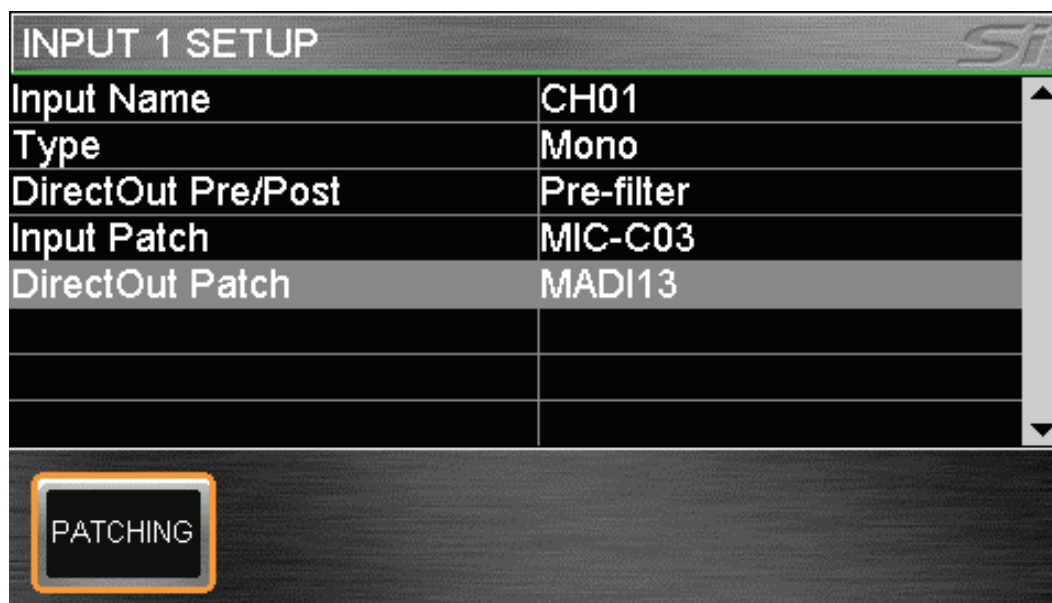 INPUT 1 SETUP Si
Input Name CH01
Type Mono
DirectOut Pre/Post Pre-filter
Input Patch MIC-C03
DirectOut Patch MADI13
PATCHING